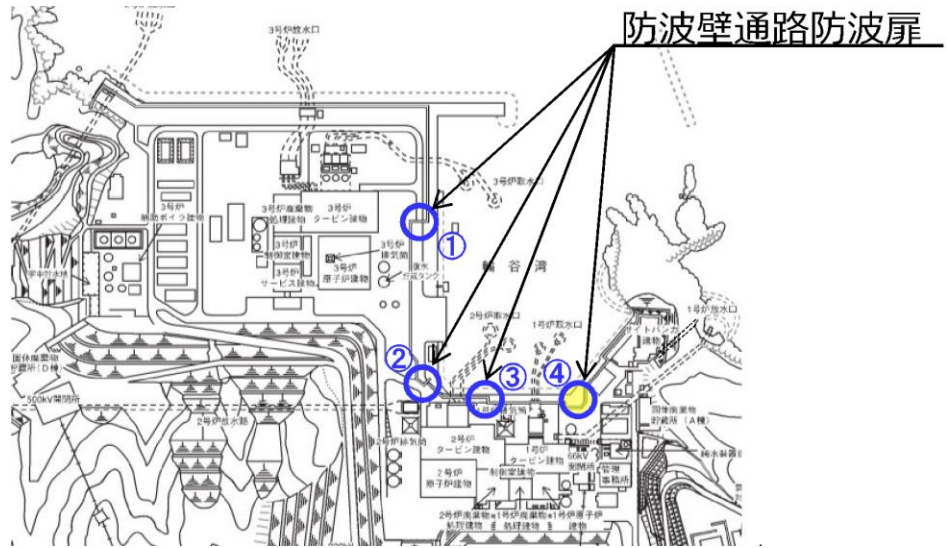 防波壁通路防波扉
3号炉放水口
3号炉取水口
3号炉廃棄物
処理建物
3号炉
タービン建物
3号炉
補助ボイラ建物
3号炉
制御室建物
3号炉
排気筒
3号炉
原子炉建物
3号炉
サービス建物
①
輪谷湾
2号炉取水口
1号炉取水口
1号炉放水口
サイトバンカ
建物
②
③
④
固体廃棄物
貯蔵所(D棟)
500kV開閉所
2号炉放水路
2号炉排気筒
2号炉
タービン建物
1号炉
タービン建物
制御室建物
2号炉
原子炉建物
66kV
開閉所
管理
事務所
固体廃棄物
貯蔵所(A棟)
2号炉廃棄物
処理建物
1号炉廃棄物
処理建物
1号炉原子炉
建物